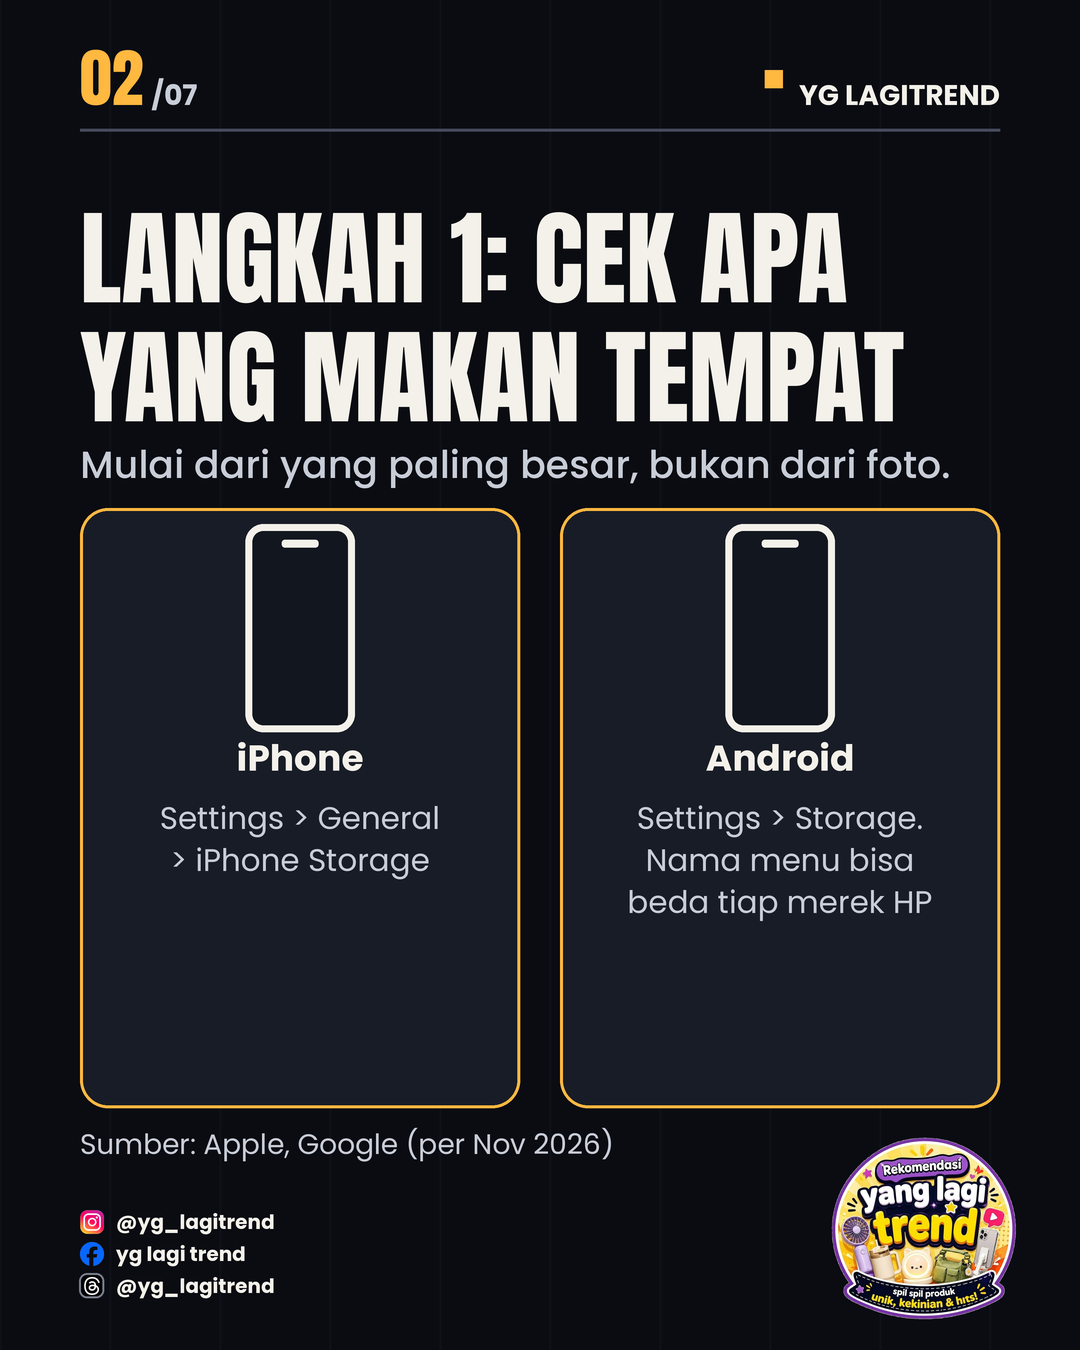 02 /07
YG LAGITREND
LANGKAH 1: CEK APA
YANG MAKAN TEMPAT
Mulai dari yang paling besar, bukan dari foto.
iPhone
Settings > General
> iPhone Storage
Android
Settings > Storage.
Nama menu bisa
beda tiap merek HP
Sumber: Apple, Google (per Nov 2026)
@yg_lagitrend
yg lagi trend
@yg_lagitrend
Rekomendasi
yang lagi
trend
spil spil produk
unik, kekinian & hits!